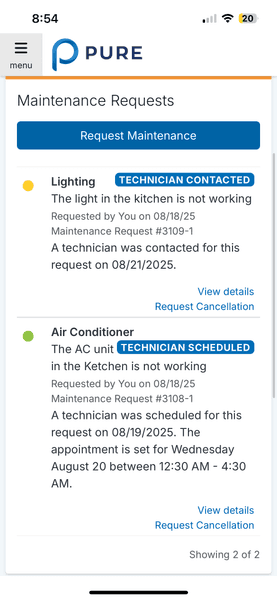 8:54
20
menu
PURE
Maintenance Requests
Request Maintenance
Lighting TECHNICIAN CONTACTED
The light in the kitchen is not working
Requested by You on 08/18/25
Maintenance Request #3109-1
A technician was contacted for this
request on 08/21/2025.
View details
Request Cancellation
Air Conditioner
The AC unit TECHNICIAN SCHEDULED
in the Ketchen is not working
Requested by You on 08/18/25
Maintenance Request #3108-1
A technician was scheduled for this
request on 08/19/2025. The
appointment is set for Wednesday
August 20 between 12:30 AM - 4:30
AM.
View details
Request Cancellation
Showing 2 of 2